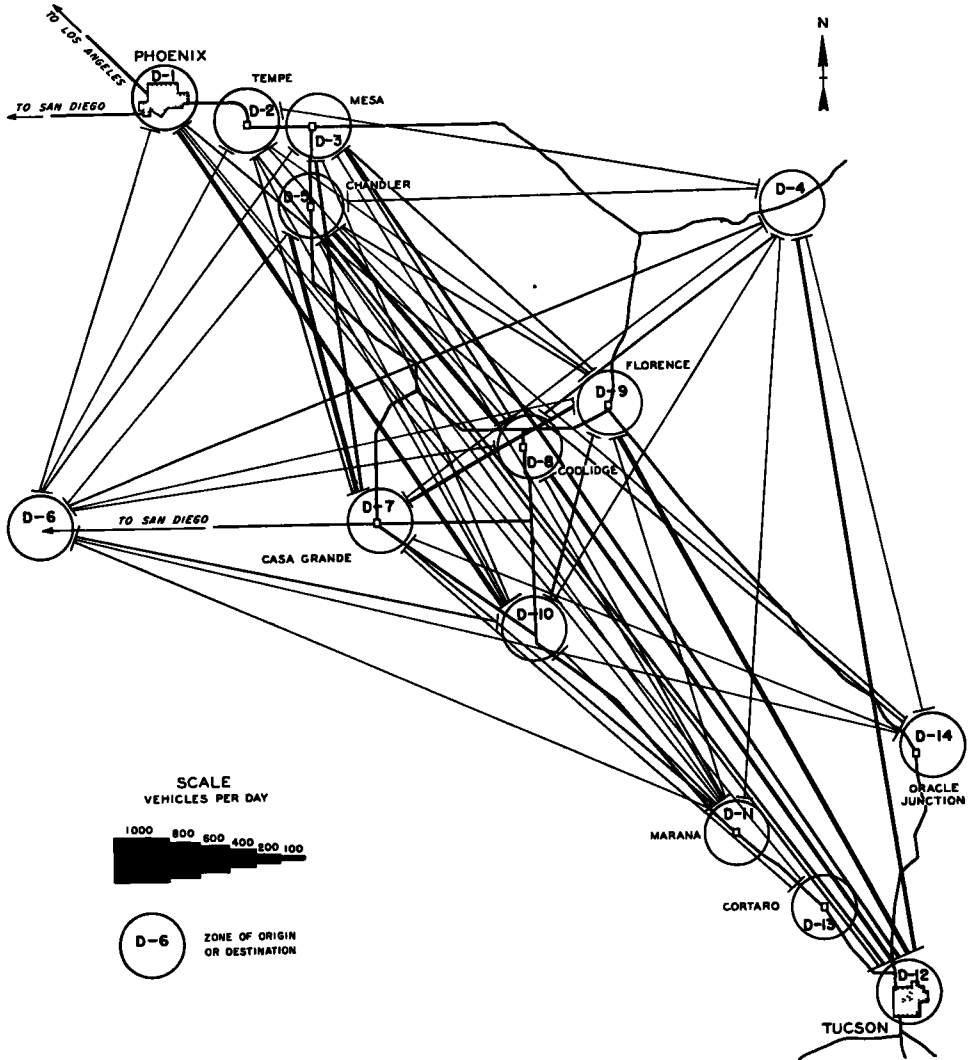 TO LOS ANGELES
N
PHOENIX
D-1
TEMPE
MESA
TO SAN DIEGO
D-2
D-3
CHANDLER
D-5
D-4
FLORENCE
D-9
D-8
COOLIDGE
D-7
D-6
TO SAN DIEGO
CASA GRANDE
D-10
D-14
ORACLE
JUNCTION
SCALE
VEHICLES PER DAY
1000 800 600 400 200 100
D-11
MARANA
CORTARO
D-13
D-6
ZONE OF ORIGIN
OR DESTINATION
D-12
TUCSON